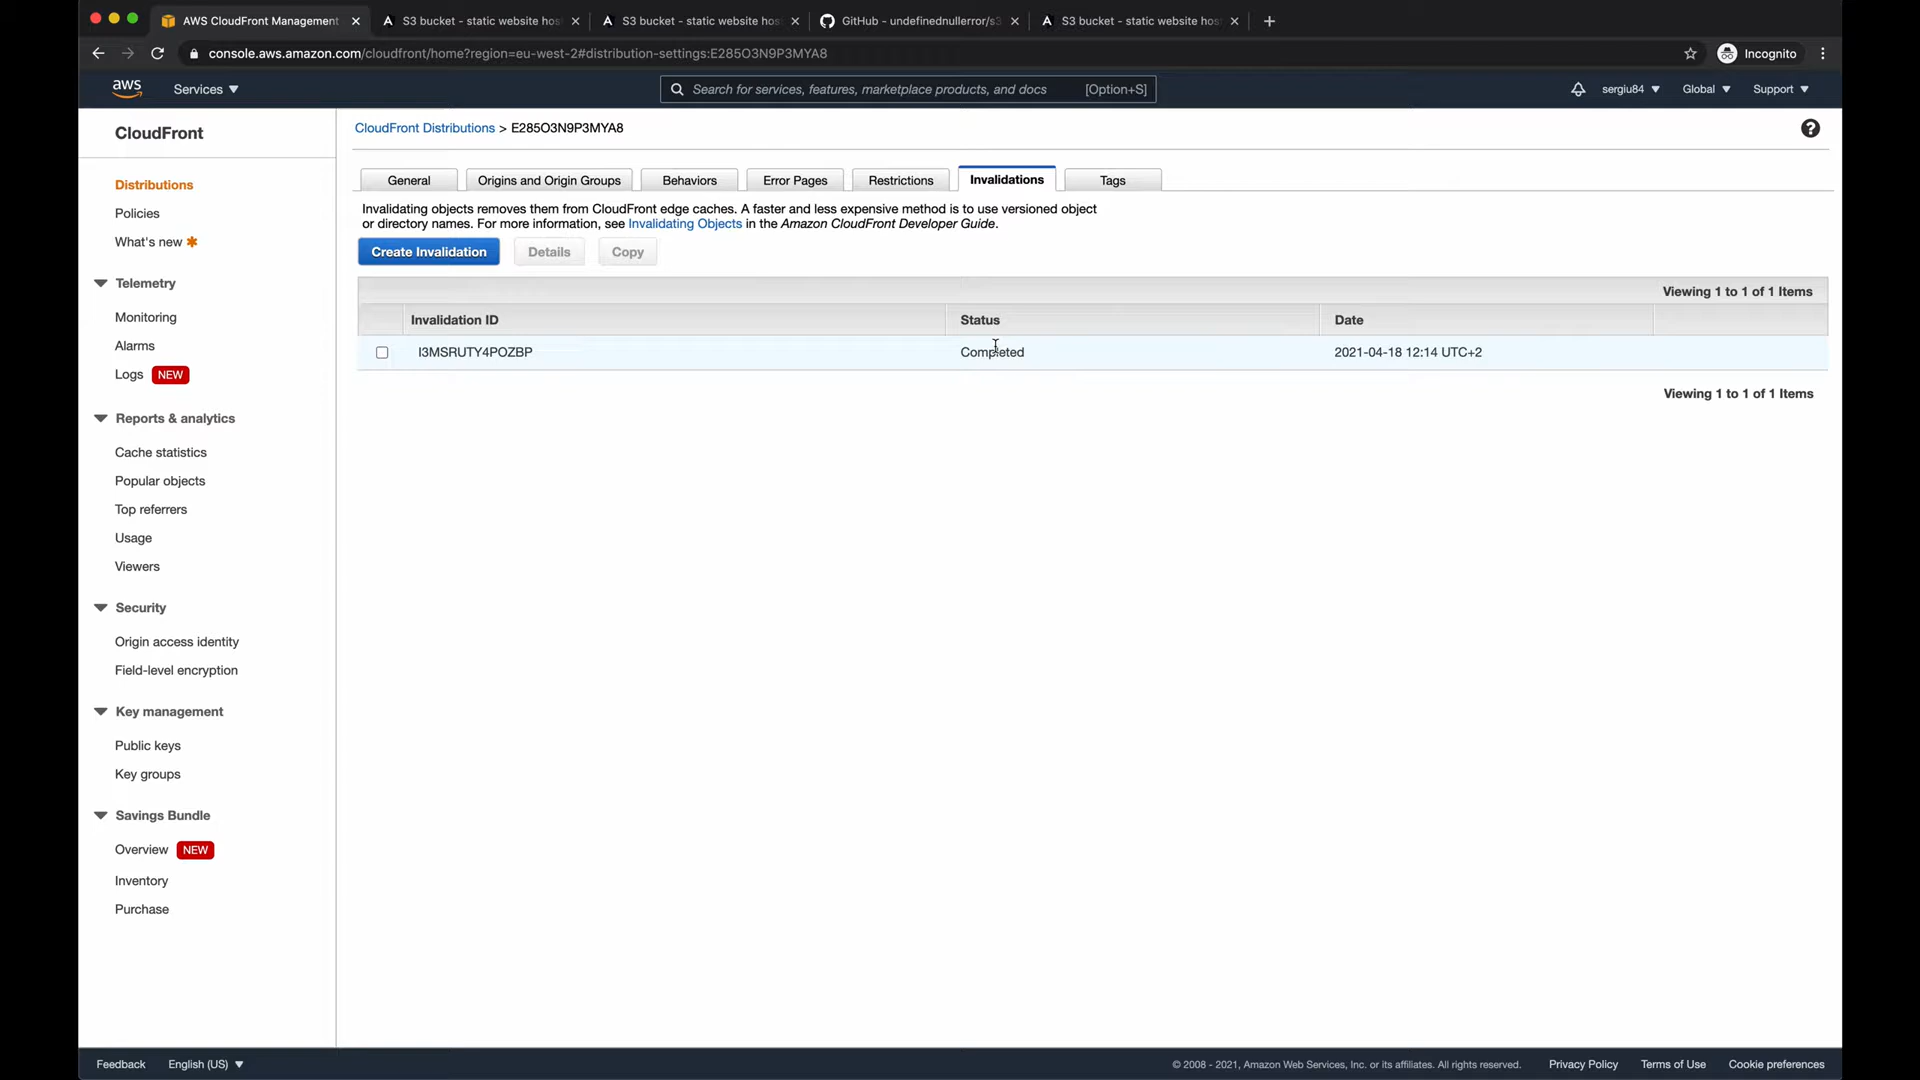 AWS CloudFront Management
S3 bucket - static website hos
S3 bucket - static website hos
GitHub - undefinednullerror/s3
S3 bucket - static website hos
console.aws.amazon.com/cloudfront/home?region=eu-west-2#distribution-settings:E285O3N9P3MYA8
Incognito
aws
Services
Search for services, features, marketplace products, and docs
[Option+S]
sergiu84
Global
Support
CloudFront
Distributions
Policies
What's new
Telemetry
Monitoring
Alarms
Logs NEW
Reports & analytics
Cache statistics
Popular objects
Top referrers
Usage
Viewers
Security
Origin access identity
Field-level encryption
Key management
Public keys
Key groups
Savings Bundle
Overview NEW
Inventory
Purchase
CloudFront Distributions > E285O3N9P3MYA8
General
Origins and Origin Groups
Behaviors
Error Pages
Restrictions
Invalidations
Tags
Invalidating objects removes them from CloudFront edge caches. A faster and less expensive method is to use versioned object
or directory names. For more information, see Invalidating Objects in the Amazon CloudFront Developer Guide.
Create Invalidation
Details
Copy
Viewing 1 to 1 of 1 Items
Invalidation ID
Status
Date
I3MSRUTY4POZBP
Completed
2021-04-18 12:14 UTC+2
Viewing 1 to 1 of 1 Items
Feedback
English (US)
© 2008 - 2021, Amazon Web Services, Inc. or its affiliates. All rights reserved.
Privacy Policy
Terms of Use
Cookie preferences